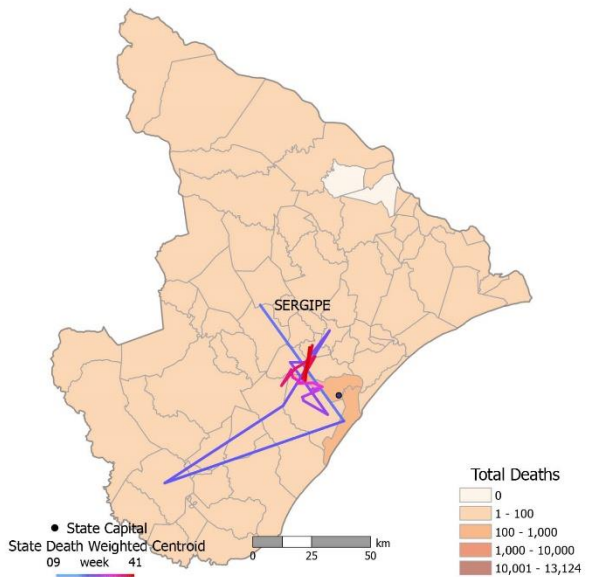 SERGIPE
Total Deaths
0
1 - 100
100 - 1,000
1,000 - 10,000
10,001 - 13,124
State Capital
State Death Weighted Centroid
09 week 41
km
0 25 50